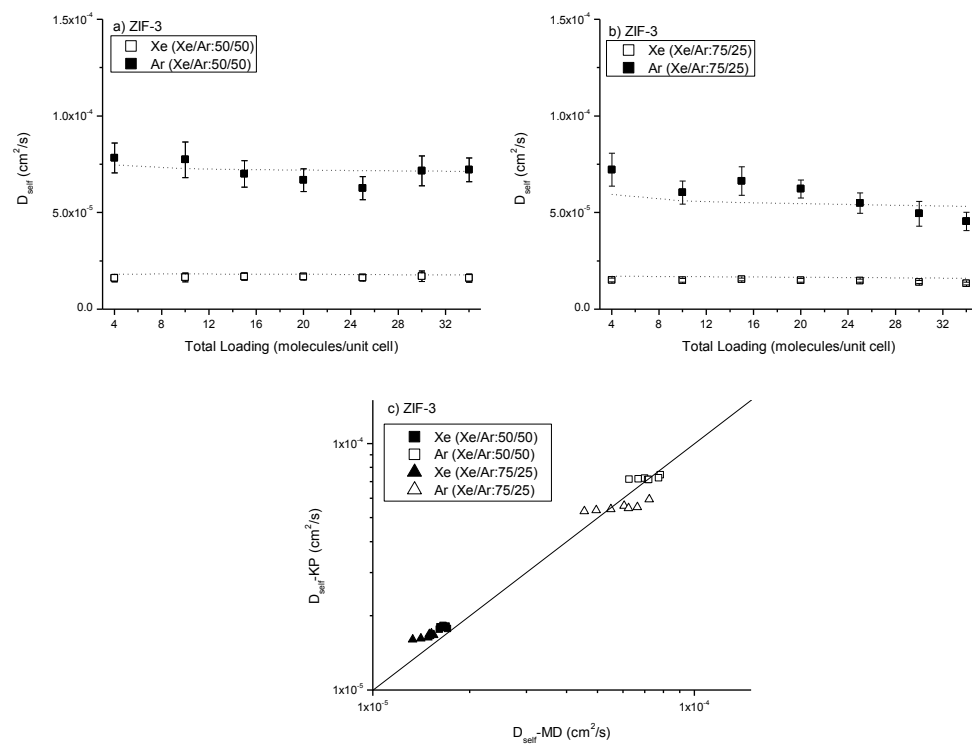 a) ZIF-3
Xe (Xe/Ar:50/50)
Ar (Xe/Ar:50/50)
1.5x10⁻⁴
1.0x10⁻⁴
5.0x10⁻⁵
0.0
D_self (cm²/s)
4 8 12 16 20 24 28 32
Total Loading (molecules/unit cell)
b) ZIF-3
Xe (Xe/Ar:75/25)
Ar (Xe/Ar:75/25)
1.5x10⁻⁴
1.0x10⁻⁴
5.0x10⁻⁵
0.0
D_self (cm²/s)
4 8 12 16 20 24 28 32
Total Loading (molecules/unit cell)
c) ZIF-3
Xe (Xe/Ar:50/50)
Ar (Xe/Ar:50/50)
Xe (Xe/Ar:75/25)
Ar (Xe/Ar:75/25)
1x10⁻⁴
1x10⁻⁵
D_self-KP (cm²/s)
1x10⁻⁵ 1x10⁻⁴
D_self-MD (cm²/s)